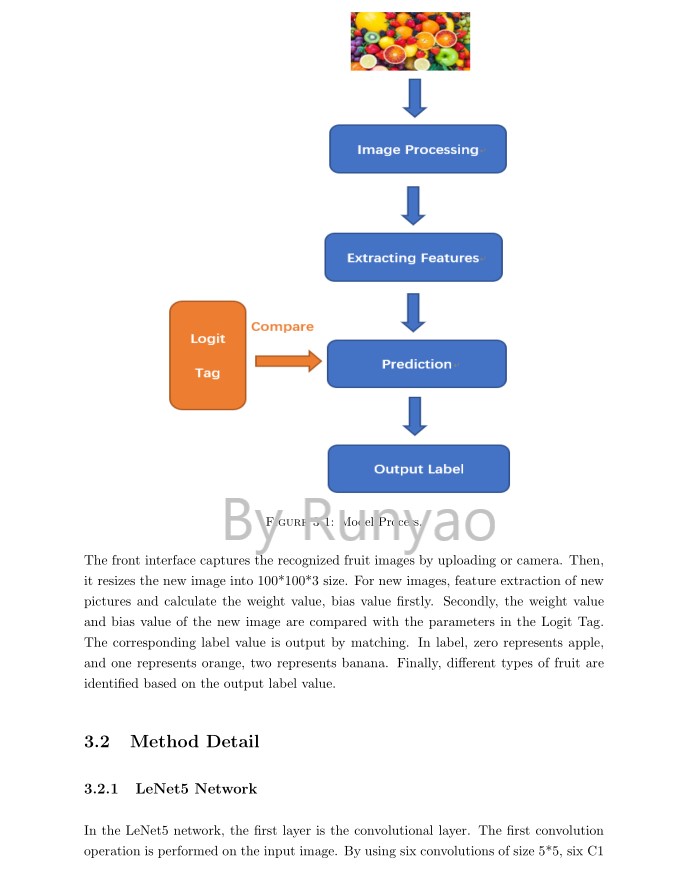 Image Processing
Extracting Features
Compare
Logit
Tag
Prediction
Output Label
By Runyao
FIGURE 3.1: Model Process.
The front interface captures the recognized fruit images by uploading or camera. Then,
it resizes the new image into 100*100*3 size. For new images, feature extraction of new
pictures and calculate the weight value, bias value firstly. Secondly, the weight value
and bias value of the new image are compared with the parameters in the Logit Tag.
The corresponding label value is output by matching. In label, zero represents apple,
and one represents orange, two represents banana. Finally, different types of fruit are
identified based on the output label value.
3.2 Method Detail
3.2.1 LeNet5 Network
In the LeNet5 network, the first layer is the convolutional layer. The first convolution
operation is performed on the input image. By using six convolutions of size 5*5, six C1